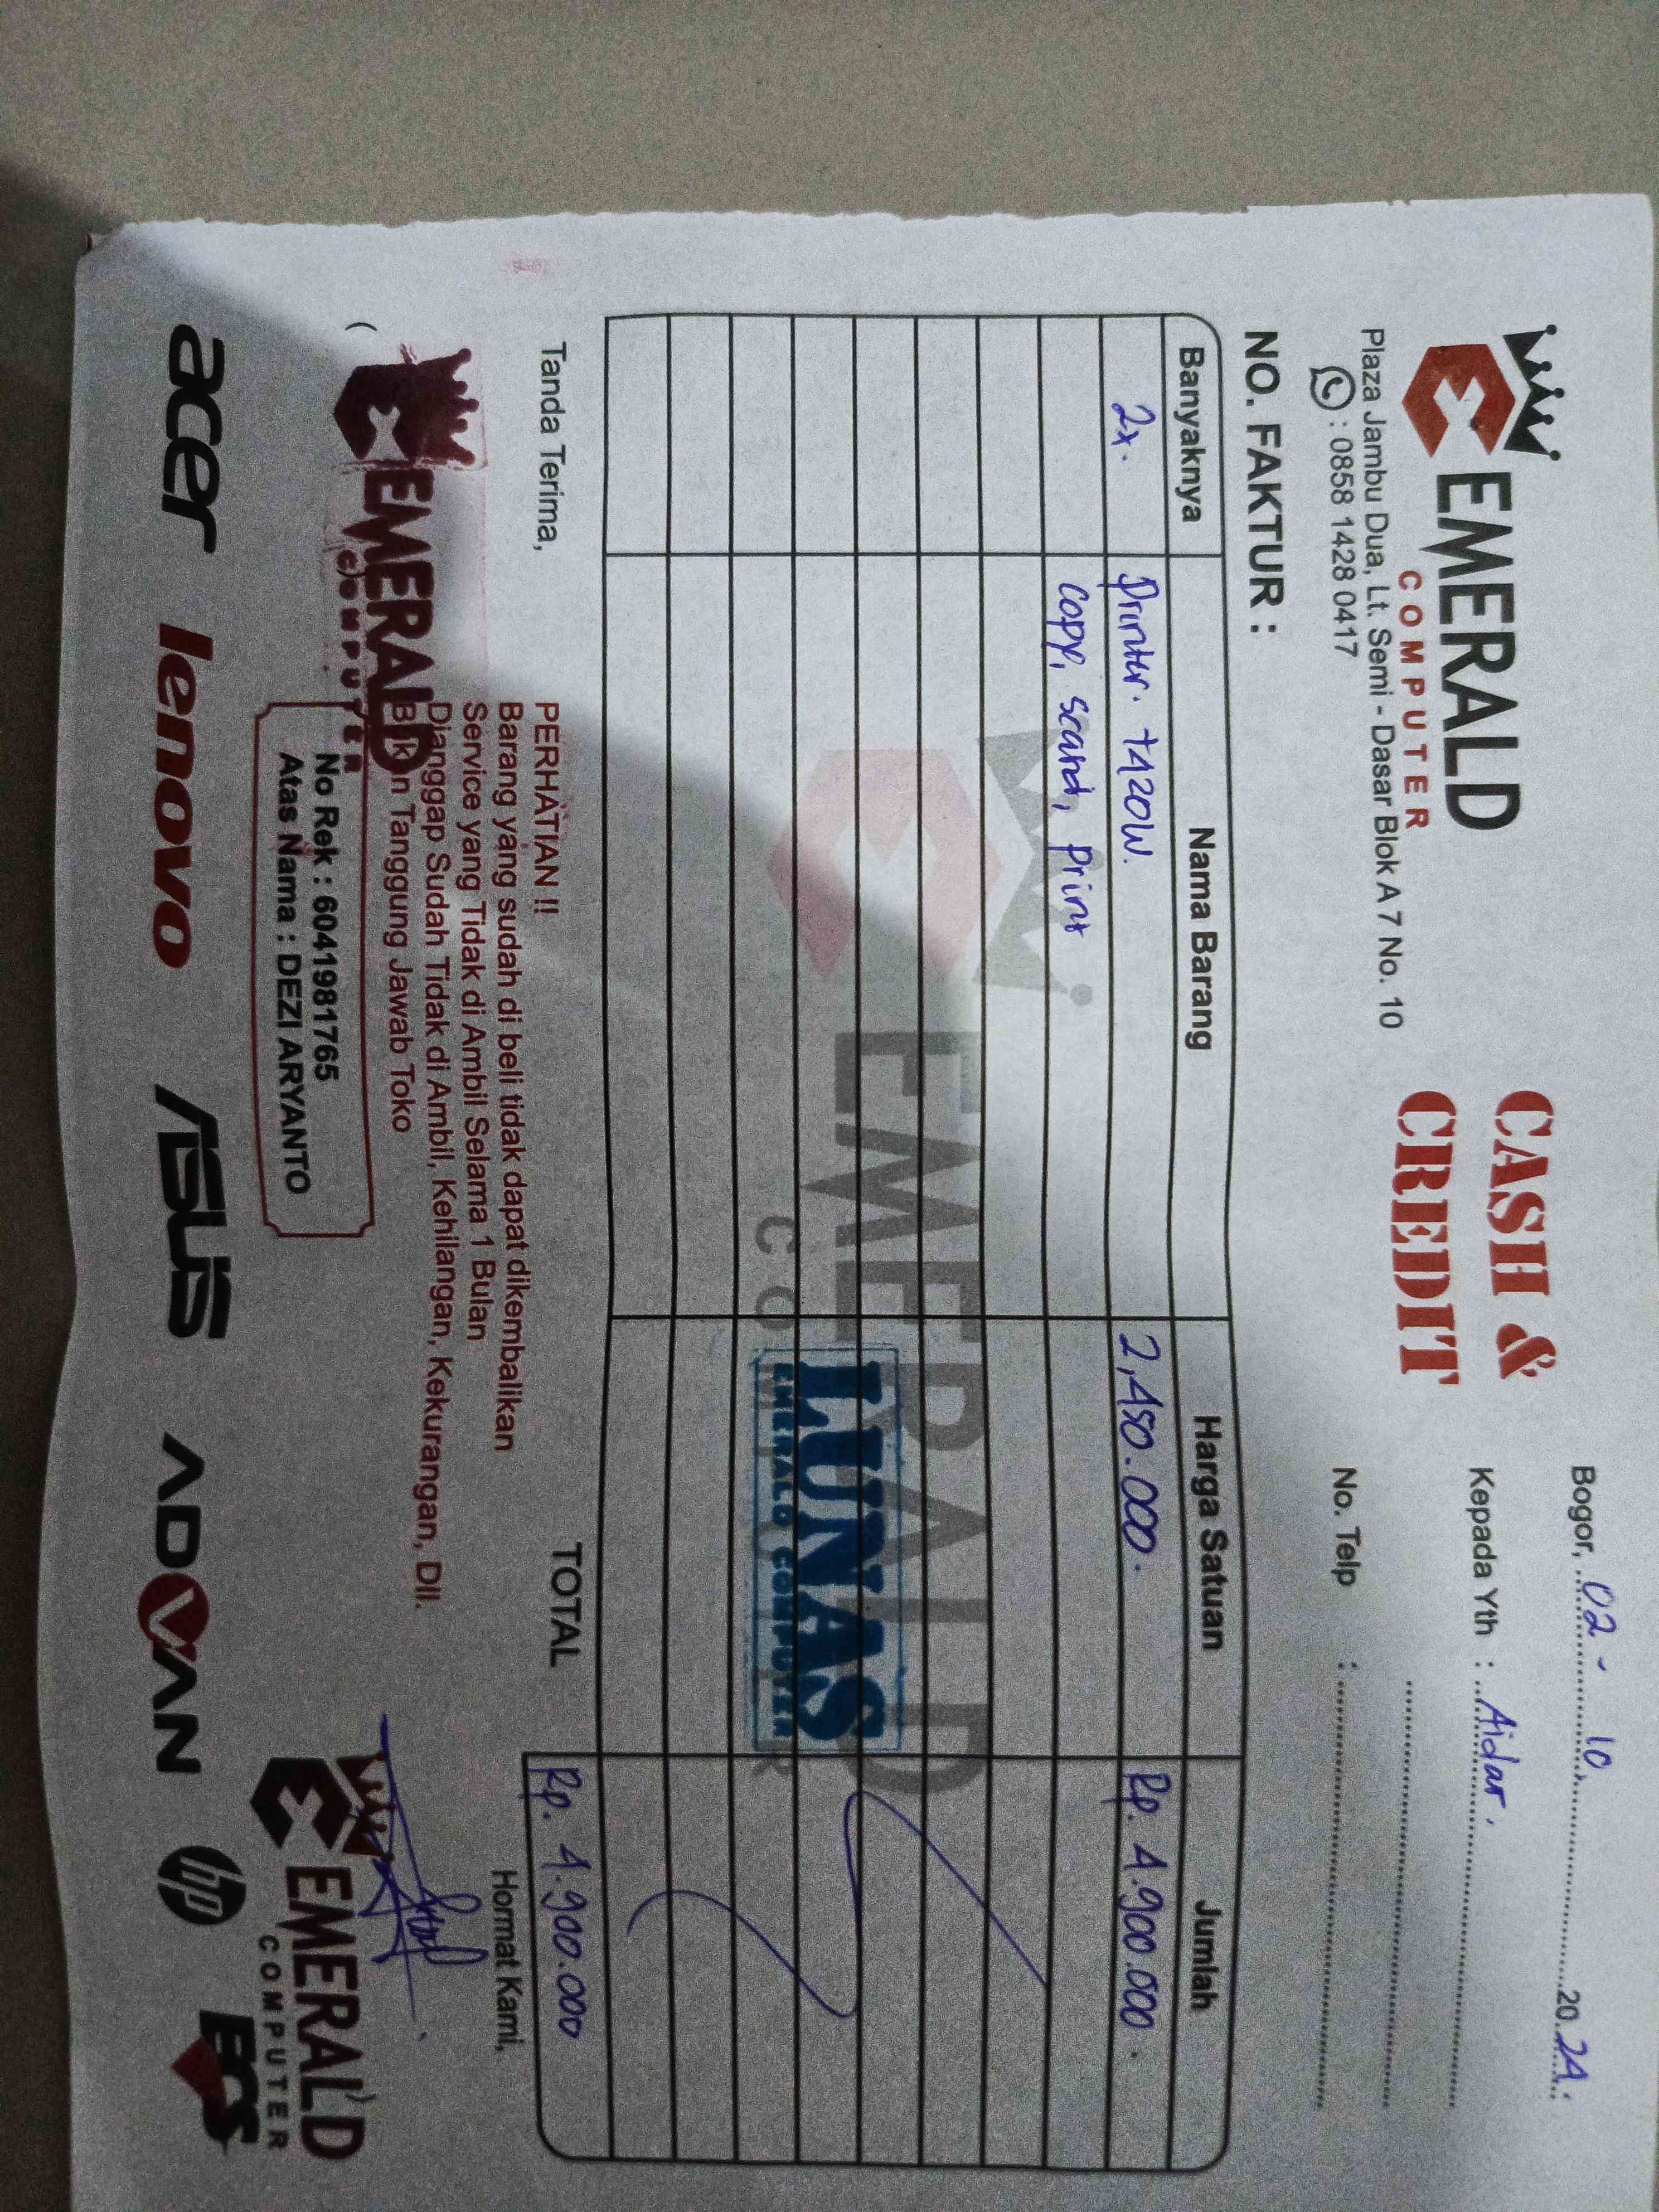 EMERALD
COMPUTER
Plaza Jambu Dua, Lt. Semi - Dasar Blok A 7 No. 10
: 0858 1428 0417
CASH &
CREDIT
Bogor, 02 - 10 20 24.
Kepada Yth : Aidar.
No. Telp :
NO. FAKTUR :
Banyaknya Nama Barang Harga Satuan Jumlah
2x. Printer. t420W. 2,450.000. Rp. 4.900.000.
Copy, scand, Print
EMERALD
COMPUTER
LUNAS
EMERALD COMPUTER
TOTAL Rp. 4.900.000
Tanda Terima,
Hormat Kami,
PERHATIAN !!
Barang yang sudah di beli tidak dapat dikembalikan
Service yang Tidak di Ambil Selama 1 Bulan
Dianggap Sudah Tidak di Ambil, Kehilangan, Kekurangan, Dll.
Bukan Tanggung Jawab Toko
EMERALD
COMPUTER
No Rek : 6041981765
Atas Nama : DEZI ARYANTO
EMERALD
COMPUTER
acer lenovo ASUS ADVAN hp ECS